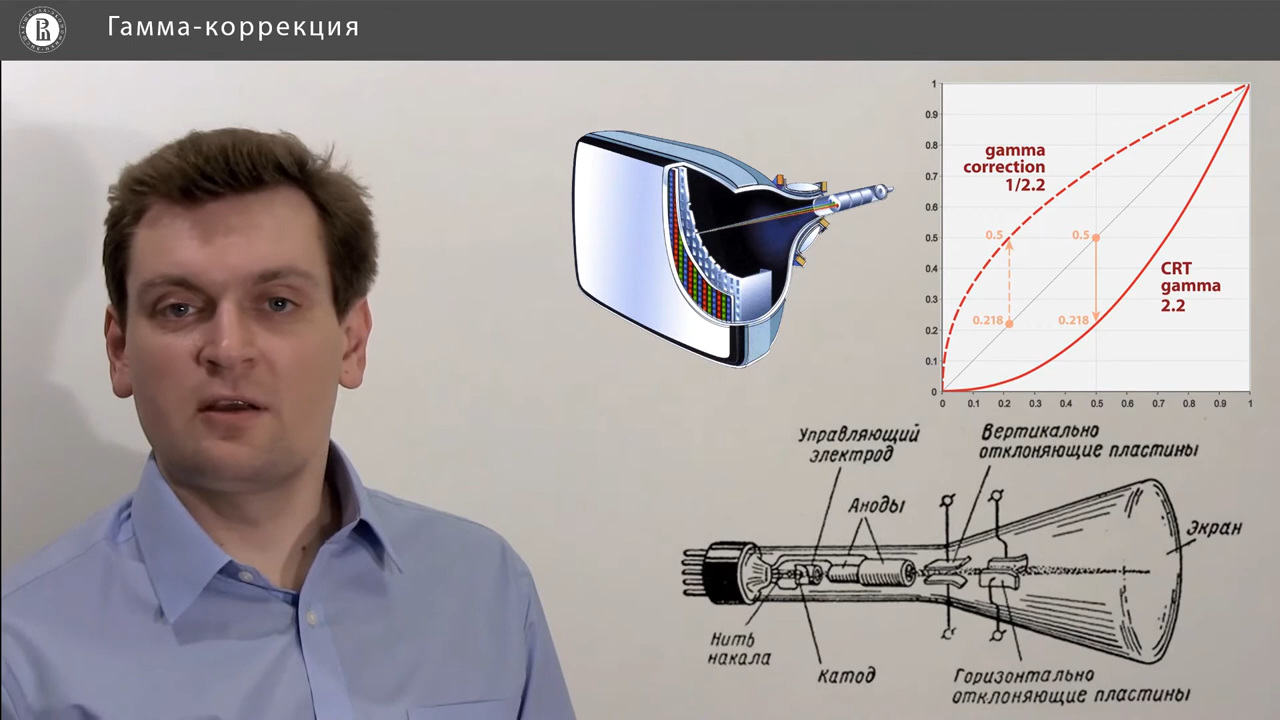 Гамма-коррекция
1
0.9
0.8
0.7
0.6
0.5
0.4
0.3
0.2
0.1
0
gamma
correction
1/2.2
0.5
0.5
0.218
0.218
CRT
gamma
2.2
0 0.1 0.2 0.3 0.4 0.5 0.6 0.7 0.8 0.9 1
Управляющий
электрод
Вертикально
отклоняющие пластины
Аноды
Экран
Нить
накала
Катод
Горизонтально
отклоняющие пластины